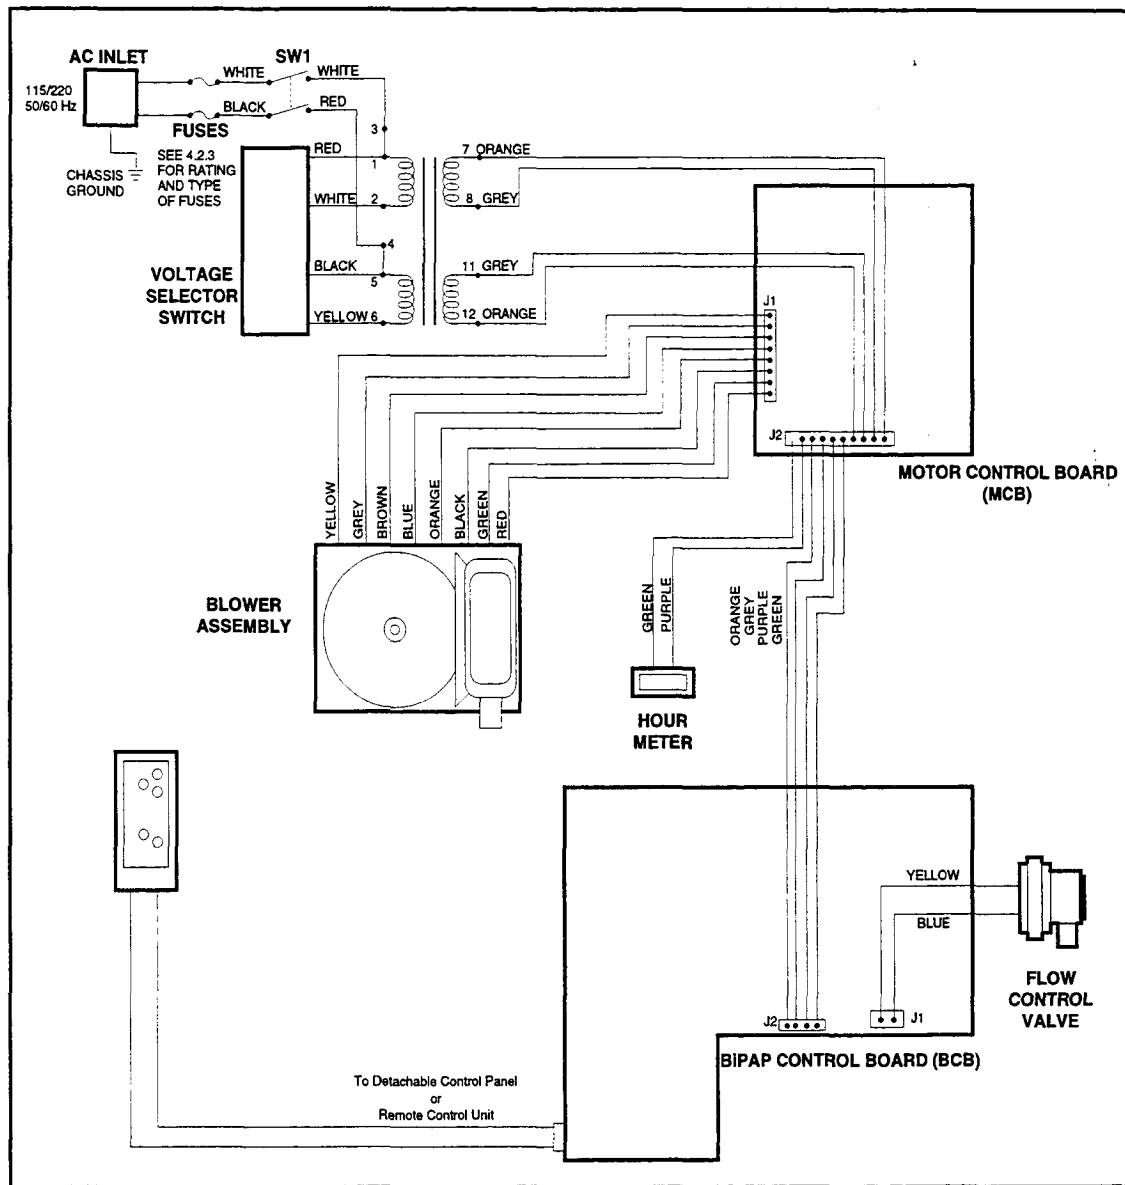 AC INLET
SW1
WHITE
WHITE
115/220
50/60 Hz
BLACK
RED
FUSES
3
SEE 4.2.3
FOR RATING
AND TYPE
OF FUSES
CHASSIS
GROUND
RED
1
7 ORANGE
WHITE
2
8 GREY
4
BLACK
5
11 GREY
VOLTAGE
SELECTOR
SWITCH
YELLOW 6
12 ORANGE
J1
J2
MOTOR CONTROL BOARD
(MCB)
YELLOW
GREY
BROWN
BLUE
ORANGE
BLACK
GREEN
RED
BLOWER
ASSEMBLY
GREEN
PURPLE
ORANGE
GREY
PURPLE
GREEN
HOUR
METER
YELLOW
BLUE
FLOW
CONTROL
VALVE
J2
J1
BiPAP CONTROL BOARD (BCB)
To Detachable Control Panel
or
Remote Control Unit